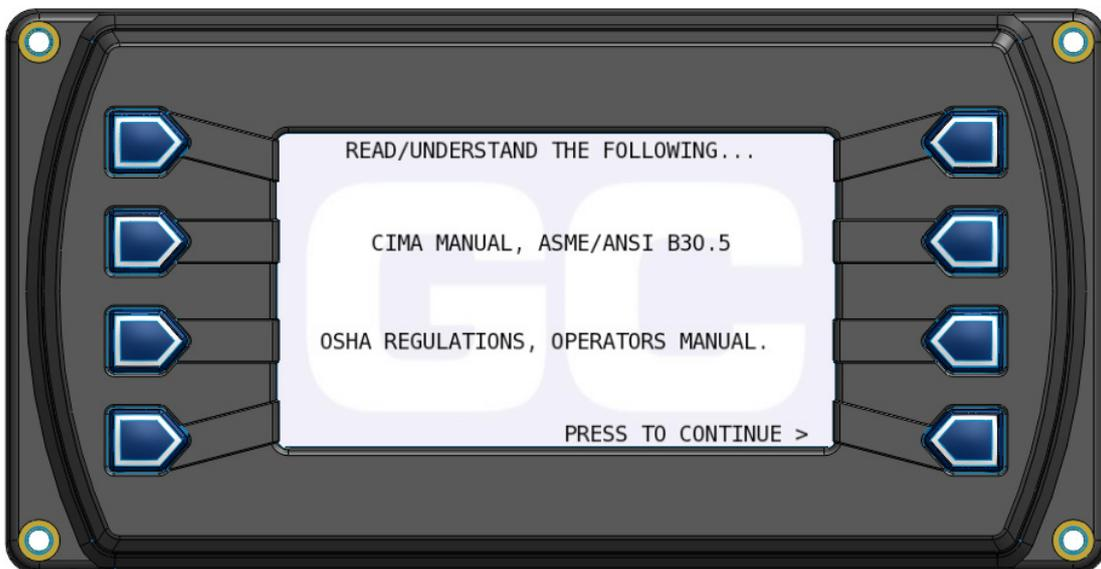 READ/UNDERSTAND THE FOLLOWING...
GC
CIMA MANUAL, ASME/ANSI B30.5
OSHA REGULATIONS, OPERATORS MANUAL.
PRESS TO CONTINUE >